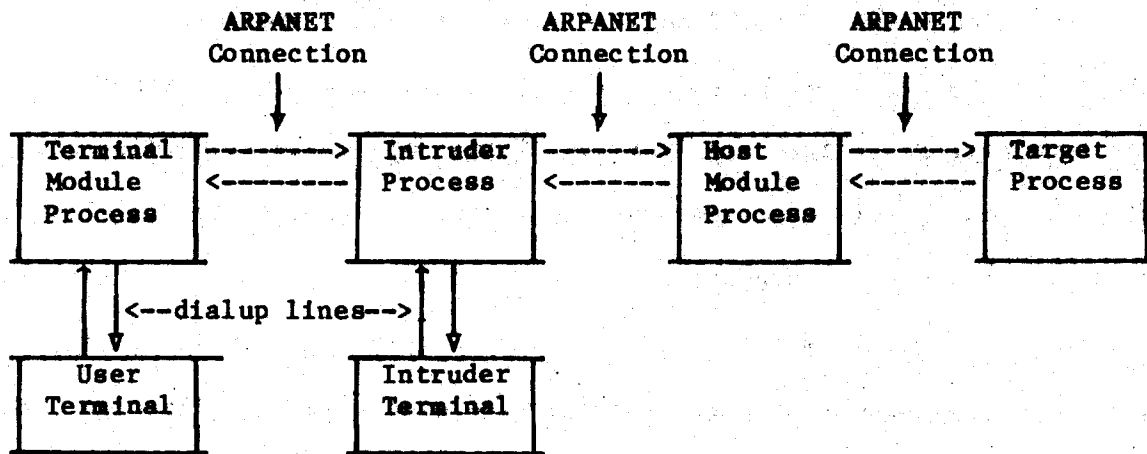 ARPANET ARPANET ARPANET
Connection Connection Connection
Terminal -------> Intruder -------> Host -------> Target
Module <------- Process <------- Module <------- Process
Process Process
<--dialup lines-->
User Intruder
Terminal Terminal